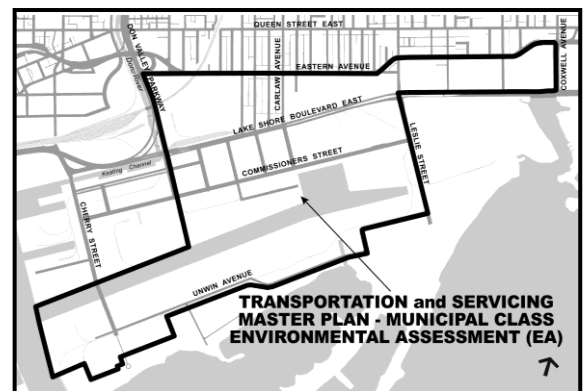 QUEEN STREET EAST
DON VALLEY PARKWAY
Don River
CARLAW AVENUE
EASTERN AVENUE
COXWELL AVENUE
LAKE SHORE BOULEVARD EAST
LESLIE STREET
Keating Channel
COMMISSIONERS STREET
CHERRY STREET
UNWIN AVENUE
TRANSPORTATION and SERVICING
MASTER PLAN - MUNICIPAL CLASS
ENVIRONMENTAL ASSESSMENT (EA)